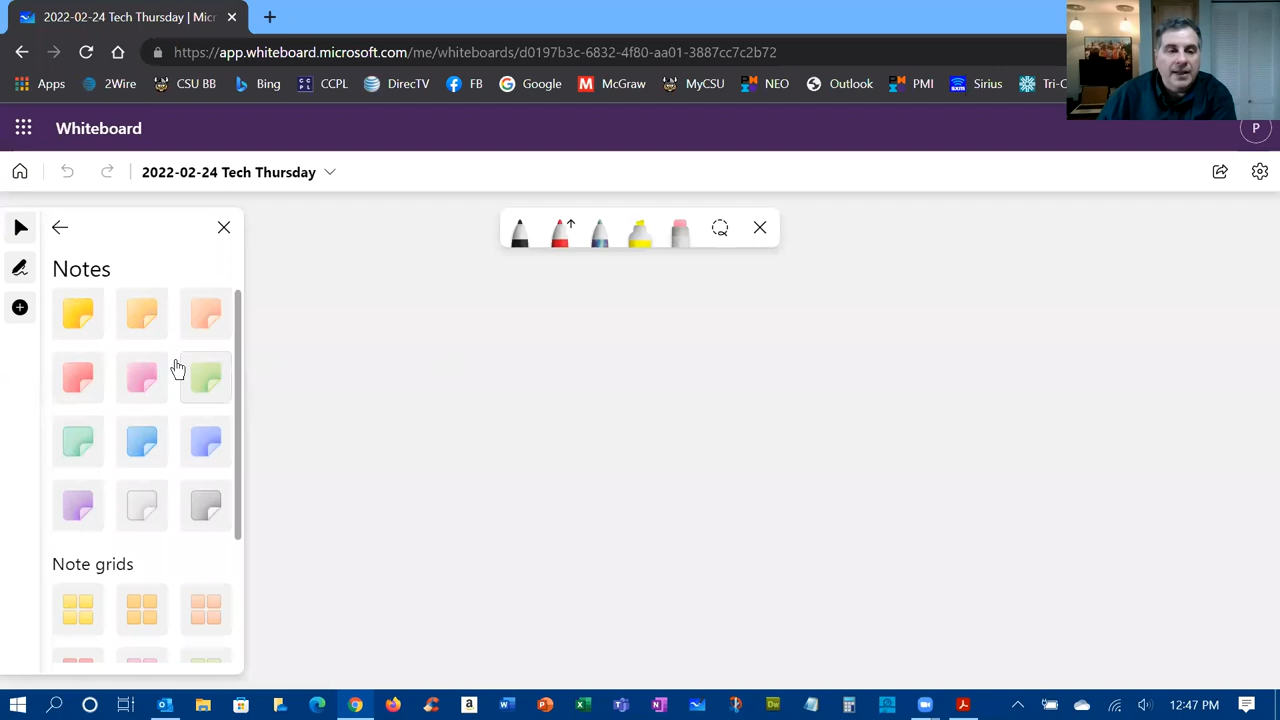 2022-02-24 Tech Thursday | Micr
https://app.whiteboard.microsoft.com/me/whiteboards/d0197b3c-6832-4f80-aa01-3887cc7c2b72
Apps 2Wire CSU BB Bing CCPL DirecTV FB Google McGraw MyCSU NEO Outlook PMI Sirius Tri-C
Whiteboard
P
2022-02-24 Tech Thursday
Notes
Note grids
12:47 PM